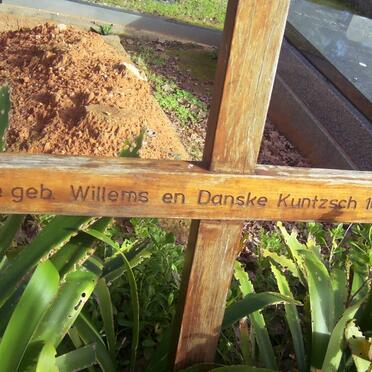 geb. Willems en Danske Kuntzsch